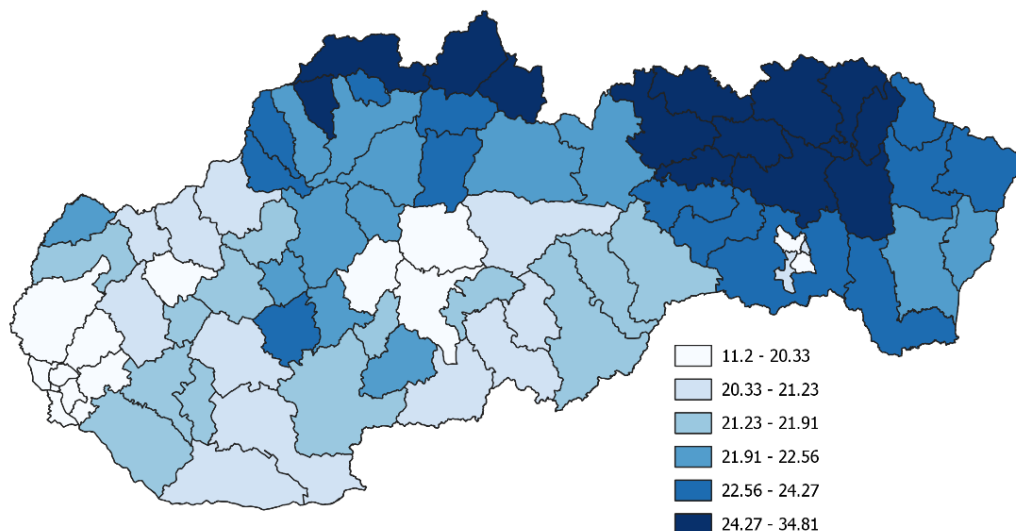 11.2 - 20.33
20.33 - 21.23
21.23 - 21.91
21.91 - 22.56
22.56 - 24.27
24.27 - 34.81